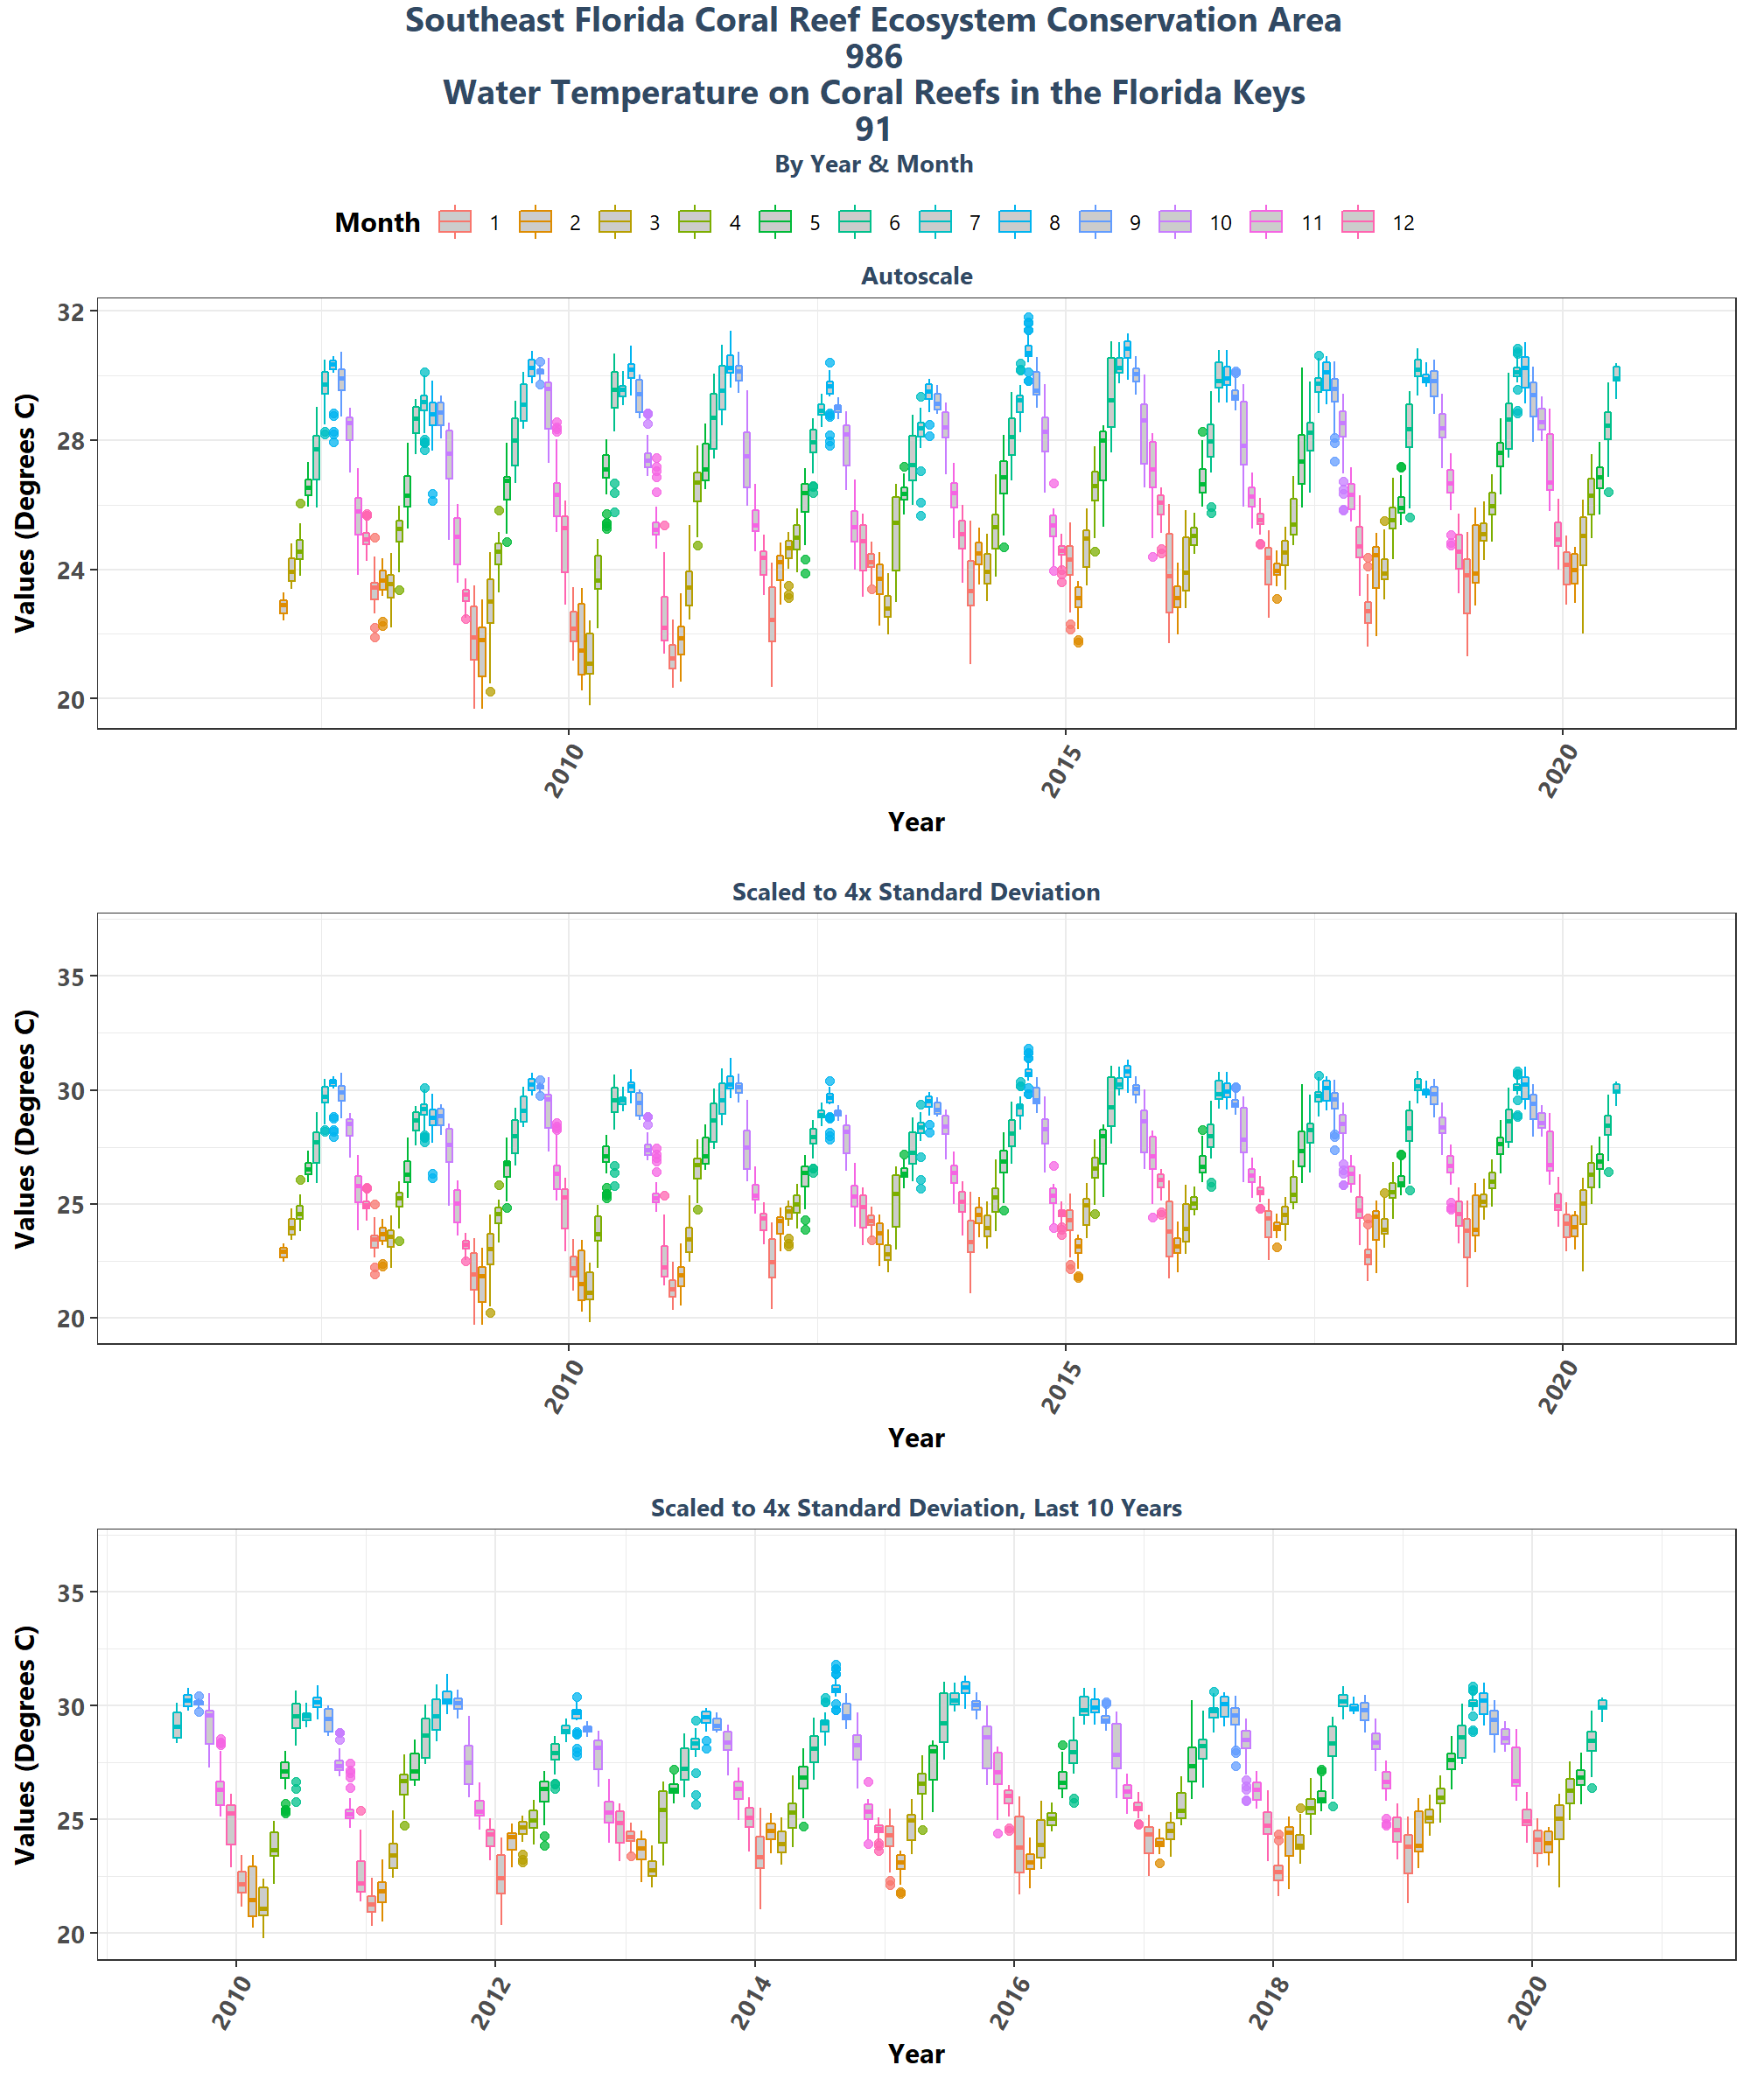 Southeast Florida Coral Reef Ecosystem Conservation Area
986
Water Temperature on Coral Reefs in the Florida Keys
91
By Year & Month
Month 1 2 3 4 5 6 7 8 9 10 11 12
Autoscale
Values (Degrees C)
32
28
24
20
2010 2015 2020
Year
Scaled to 4x Standard Deviation
Values (Degrees C)
35
30
25
20
2010 2015 2020
Year
Scaled to 4x Standard Deviation, Last 10 Years
Values (Degrees C)
35
30
25
20
2010 2012 2014 2016 2018 2020
Year